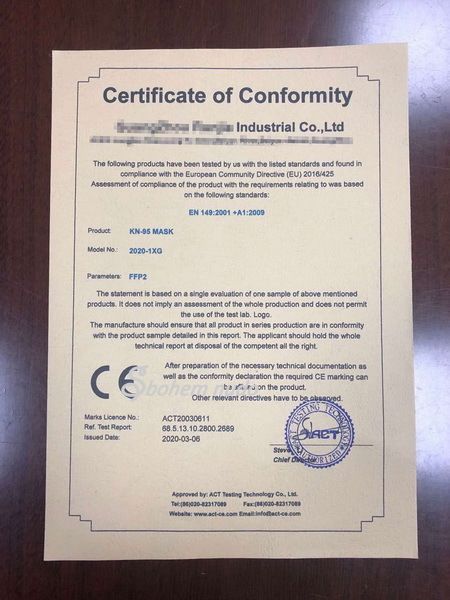 Certificate of Conformity
Industrial Co.,Ltd
The following products have been tested by us with the listed standards and found in
compliance with the European Community Directive (EU) 2016/425
Assessment of compliance of the product with the requirements relating to was based
on the following standards:
EN 149:2001 +A1:2009
Product: KN-95 MASK
Model No.: 2020-1XG
Parameters: FFP2
The statement is based on a single evaluation of one sample of above mentioned
products. It does not imply an assessment of the whole production and does not permit
the use of the test lab. Logo.
The manufacture should ensure that all product in series production are in conformity
with the product sample detailed in this report. The applicant should hold the whole
technical report at disposal of the competent all the right.
After preparation of the necessary technical documentation as
well as the conformity declaration the required CE marking can
be affixed on the product.
Other relevant directives have to be observed.
CE
Marks Licence No.: ACT20030611
Ref. Test Report: 68.5.13.10.2800.2689
Issued Date: 2020-03-06
ACT TESTING TECHNOLOGY
ACT
AUTHORIZED
Chief
Approved by: ACT Testing Technology Co., Ltd.
Tel:(86)020-82317089 Fax:(86)020-82317089
Website: www.act-ce.com Email:info@act-ce.com